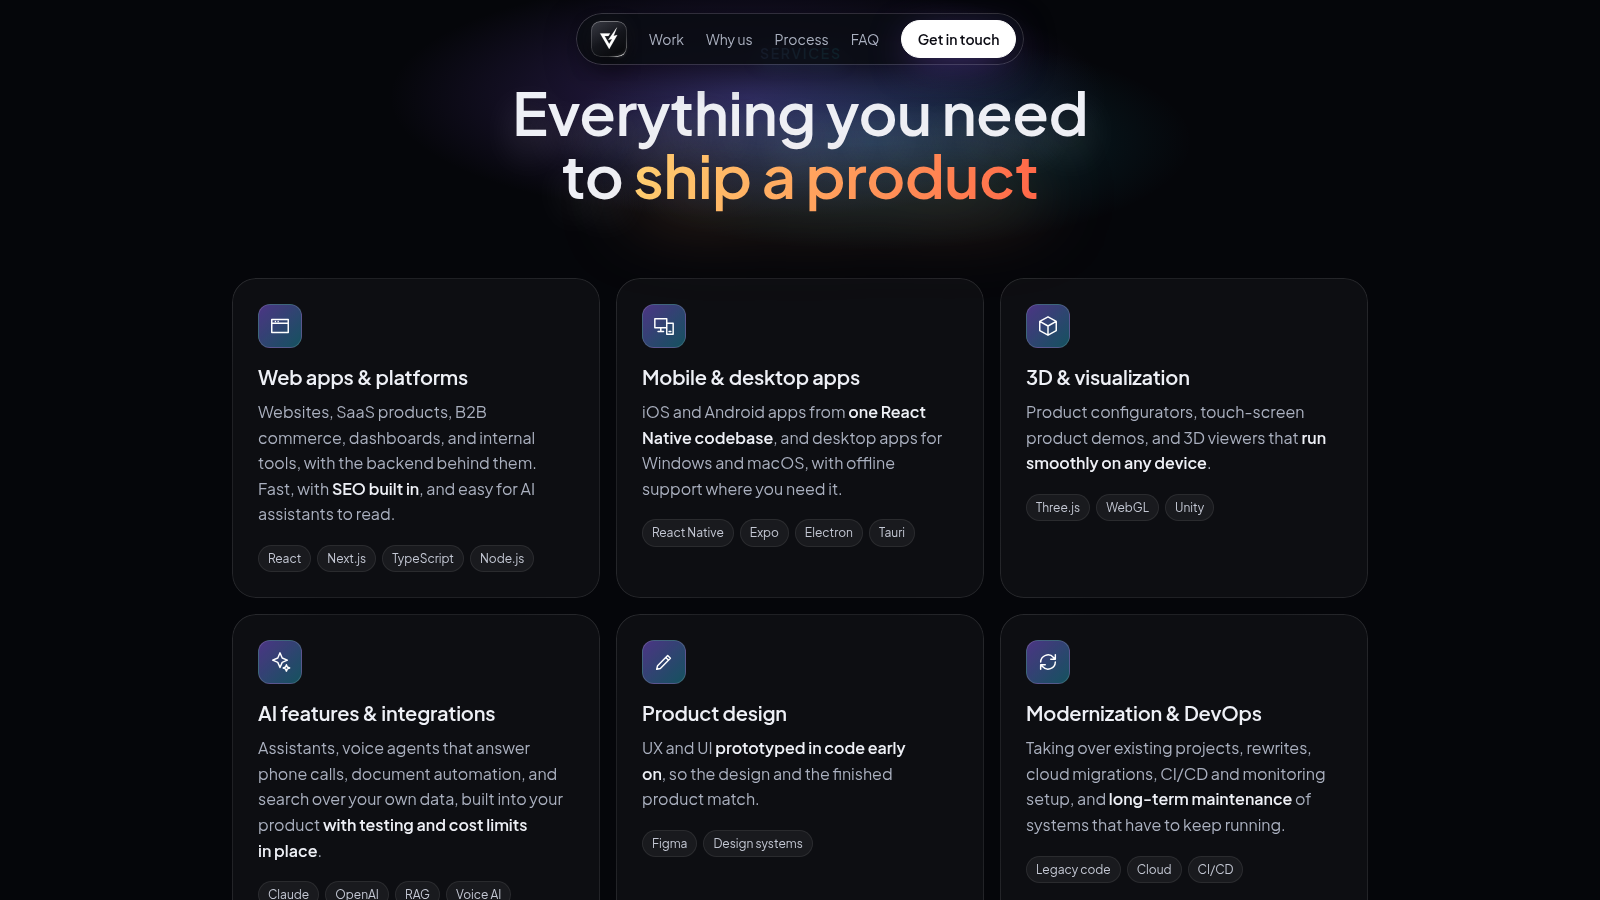 Work
Why us
Process
FAQ
Get in touch
SERVICES
Everything you need
to ship a product
Web apps & platforms
Websites, SaaS products, B2B
commerce, dashboards, and internal
tools, with the backend behind them.
Fast, with SEO built in, and easy for AI
assistants to read.
React
Next.js
TypeScript
Node.js
Mobile & desktop apps
iOS and Android apps from one React
Native codebase, and desktop apps for
Windows and macOS, with offline
support where you need it.
React Native
Expo
Electron
Tauri
3D & visualization
Product configurators, touch-screen
product demos, and 3D viewers that run
smoothly on any device.
Three.js
WebGL
Unity
AI features & integrations
Assistants, voice agents that answer
phone calls, document automation, and
search over your own data, built into your
product with testing and cost limits
in place.
Claude
OpenAI
RAG
Voice AI
Product design
UX and UI prototyped in code early
on, so the design and the finished
product match.
Figma
Design systems
Modernization & DevOps
Taking over existing projects, rewrites,
cloud migrations, CI/CD and monitoring
setup, and long-term maintenance of
systems that have to keep running.
Legacy code
Cloud
CI/CD